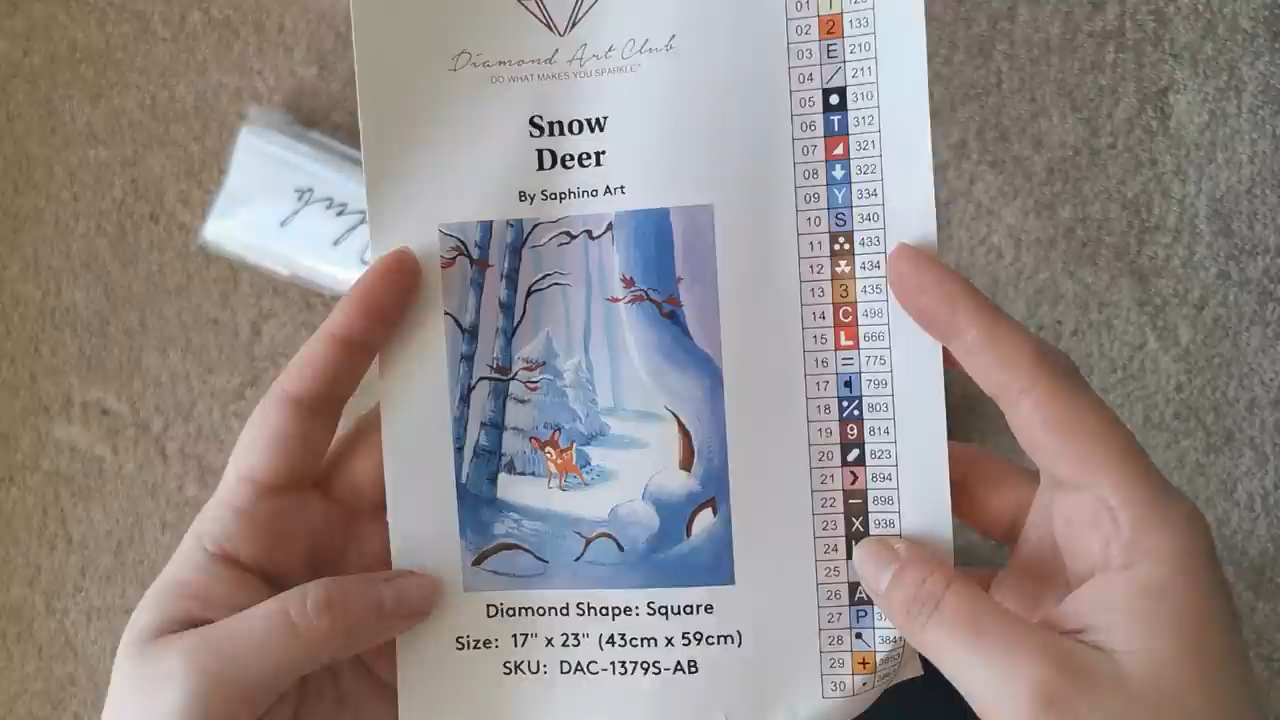 Diamond Art Club
DO WHAT MAKES YOU SPARKLE
Snow
Deer
By Saphina Art
Diamond Shape: Square
Size: 17" x 23" (43cm x 59cm)
SKU: DAC-1379S-AB
01 1
02 2 133
03 E 210
04 / 211
05 ● 310
06 T 312
07 ◢ 321
08 ⬇ 322
09 Y 334
10 S 340
11 433
12 434
13 3 435
14 C 498
15 L 666
16 = 775
17 799
18 ٪ 803
19 9 814
20 823
21 ❯ 894
22 – 898
23 X 938
24
25
26 A
27 P
28
29 +
30 •
Club